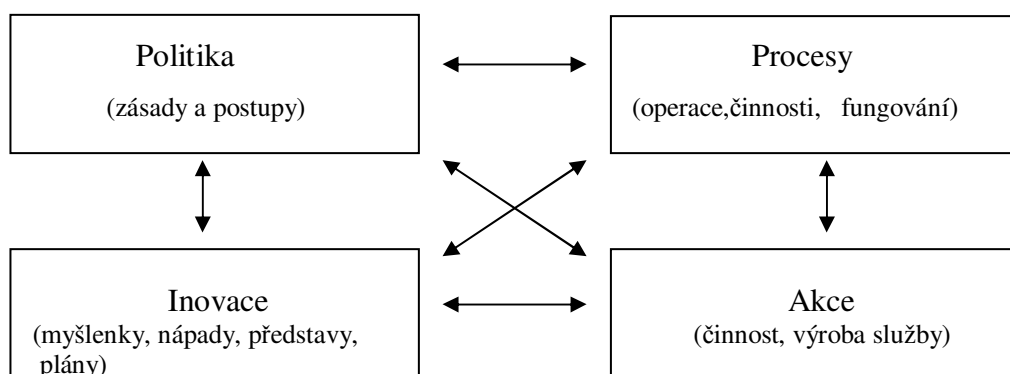 Politika
(zásady a postupy)
Procesy
(operace,činnosti, fungování)
Inovace
(myšlenky, nápady, představy,
plány)
Akce
(činnost, výroba služby)